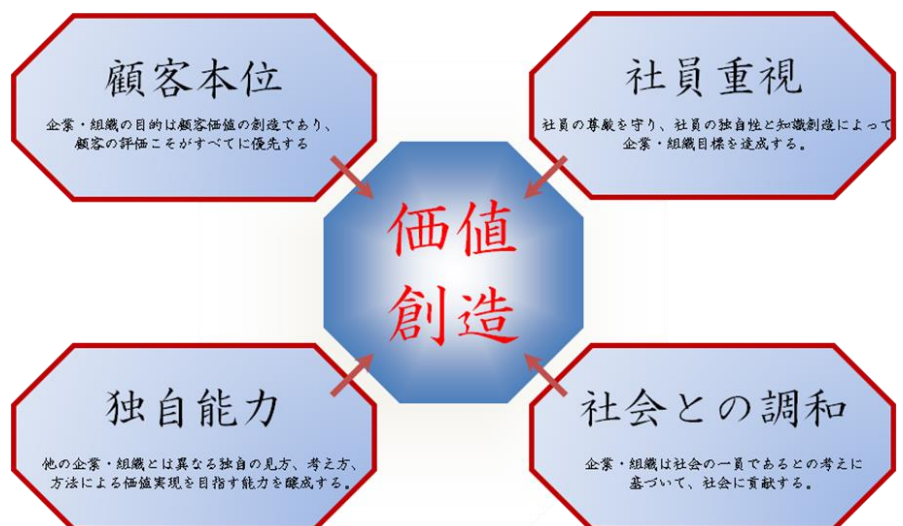 顧客本位
企業・組織の目的は顧客価値の創造であり、
顧客の評価こそがすべてに優先する
社員重視
社員の尊厳を守り、社員の独自性と知識創造によって
企業・組織目標を達成する。
価値
創造
独自能力
他の企業・組織とは異なる独自の見方、考え方、
方法による価値実現を目指す能力を醸成する。
社会との調和
企業・組織は社会の一員であるとの考えに
基づいて、社会に貢献する。